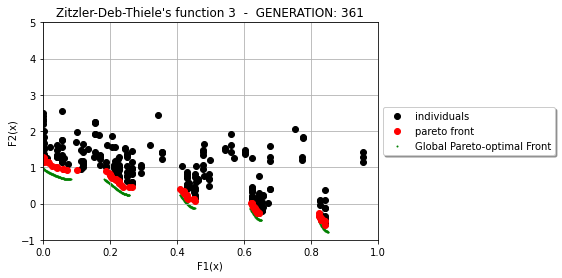 Zitzler-Deb-Thiele's function 3 - GENERATION: 361
5
4
3
2
1
0
−1
F2(x)
0.0 0.2 0.4 0.6 0.8 1.0
F1(x)
individuals
pareto front
Global Pareto-optimal Front